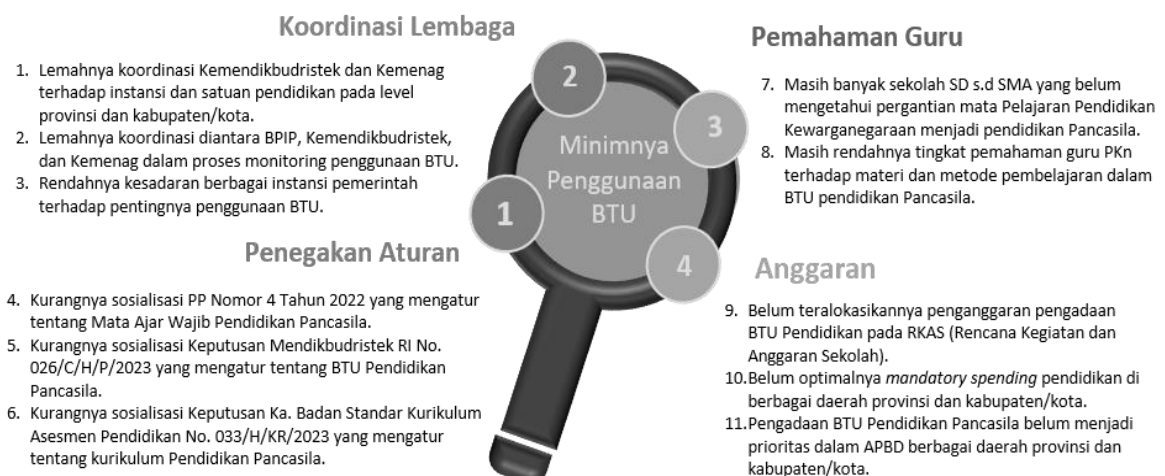 Koordinasi Lembaga
1. Lemahnya koordinasi Kemendikbudristek dan Kemenag
terhadap instansi dan satuan pendidikan pada level
provinsi dan kabupaten/kota.
2. Lemahnya koordinasi diantara BPIP, Kemendikbudristek,
dan Kemenag dalam proses monitoring penggunaan BTU.
3. Rendahnya kesadaran berbagai instansi pemerintah
terhadap pentingnya penggunaan BTU.
Penegakan Aturan
4. Kurangnya sosialisasi PP Nomor 4 Tahun 2022 yang mengatur
tentang Mata Ajar Wajib Pendidikan Pancasila.
5. Kurangnya sosialisasi Keputusan Mendikbudristek RI No.
026/C/H/P/2023 yang mengatur tentang BTU Pendidikan
Pancasila.
6. Kurangnya sosialisasi Keputusan Ka. Badan Standar Kurikulum
Asesmen Pendidikan No. 033/H/KR/2023 yang mengatur
tentang kurikulum Pendidikan Pancasila.
2
3
Minimnya
Penggunaan
BTU
1
4
Pemahaman Guru
7. Masih banyak sekolah SD s.d SMA yang belum
mengetahui pergantian mata Pelajaran Pendidikan
Kewarganegaraan menjadi pendidikan Pancasila.
8. Masih rendahnya tingkat pemahaman guru PKn
terhadap materi dan metode pembelajaran dalam
BTU pendidikan Pancasila.
Anggaran
9. Belum teralokasikannya penganggaran pengadaan
BTU Pendidikan pada RKAS (Rencana Kegiatan dan
Anggaran Sekolah).
10.Belum optimalnya mandatory spending pendidikan di
berbagai daerah provinsi dan kabupaten/kota.
11.Pengadaan BTU Pendidikan Pancasila belum menjadi
prioritas dalam APBD berbagai daerah provinsi dan
kabupaten/kota.